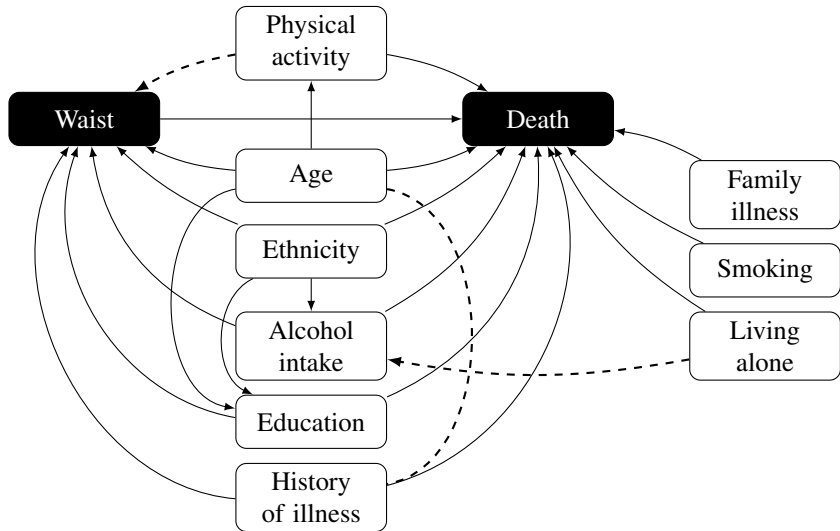 Physical
activity
Waist
Death
Age
Family
illness
Ethnicity
Smoking
Alcohol
intake
Living
alone
Education
History
of illness